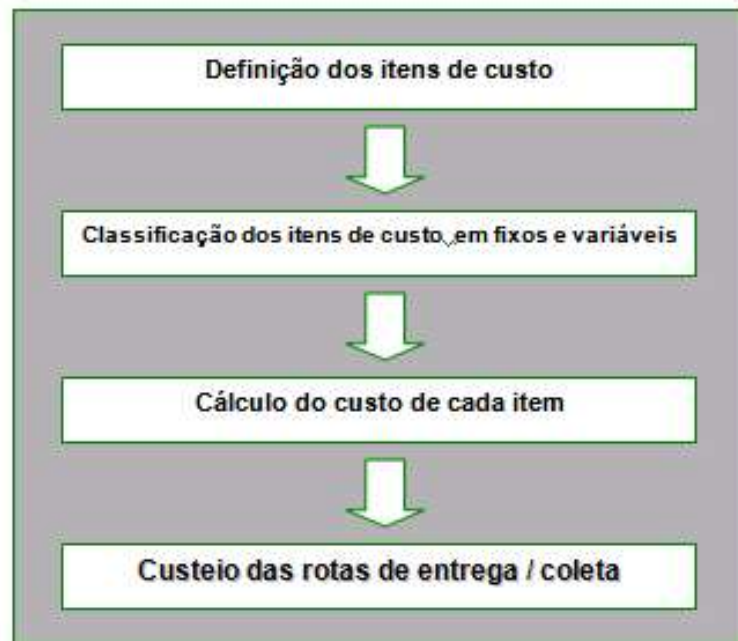 Definição dos itens de custo
Classificação dos itens de custo, em fixos e variáveis
Cálculo do custo de cada item
Custeio das rotas de entrega / coleta